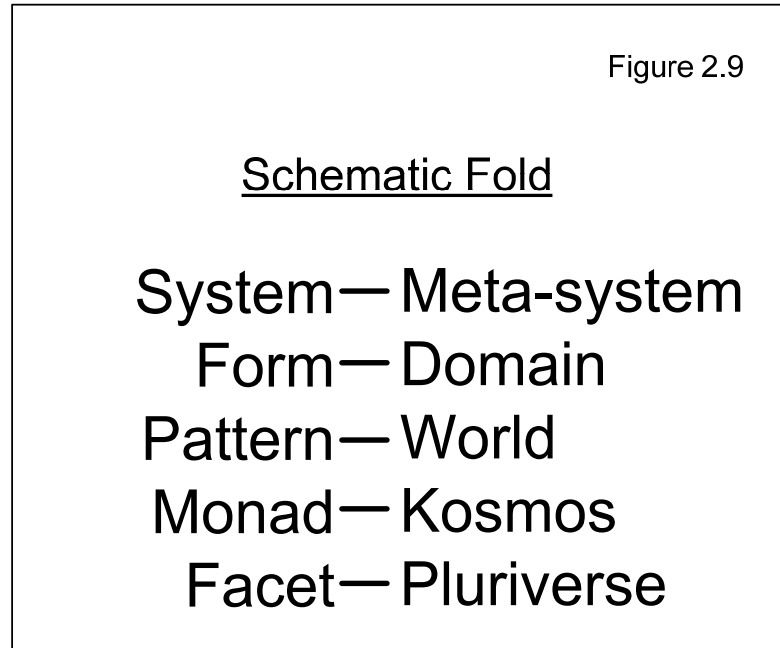 Figure 2.9
Schematic Fold
System — Meta-system
Form — Domain
Pattern — World
Monad — Kosmos
Facet — Pluriverse